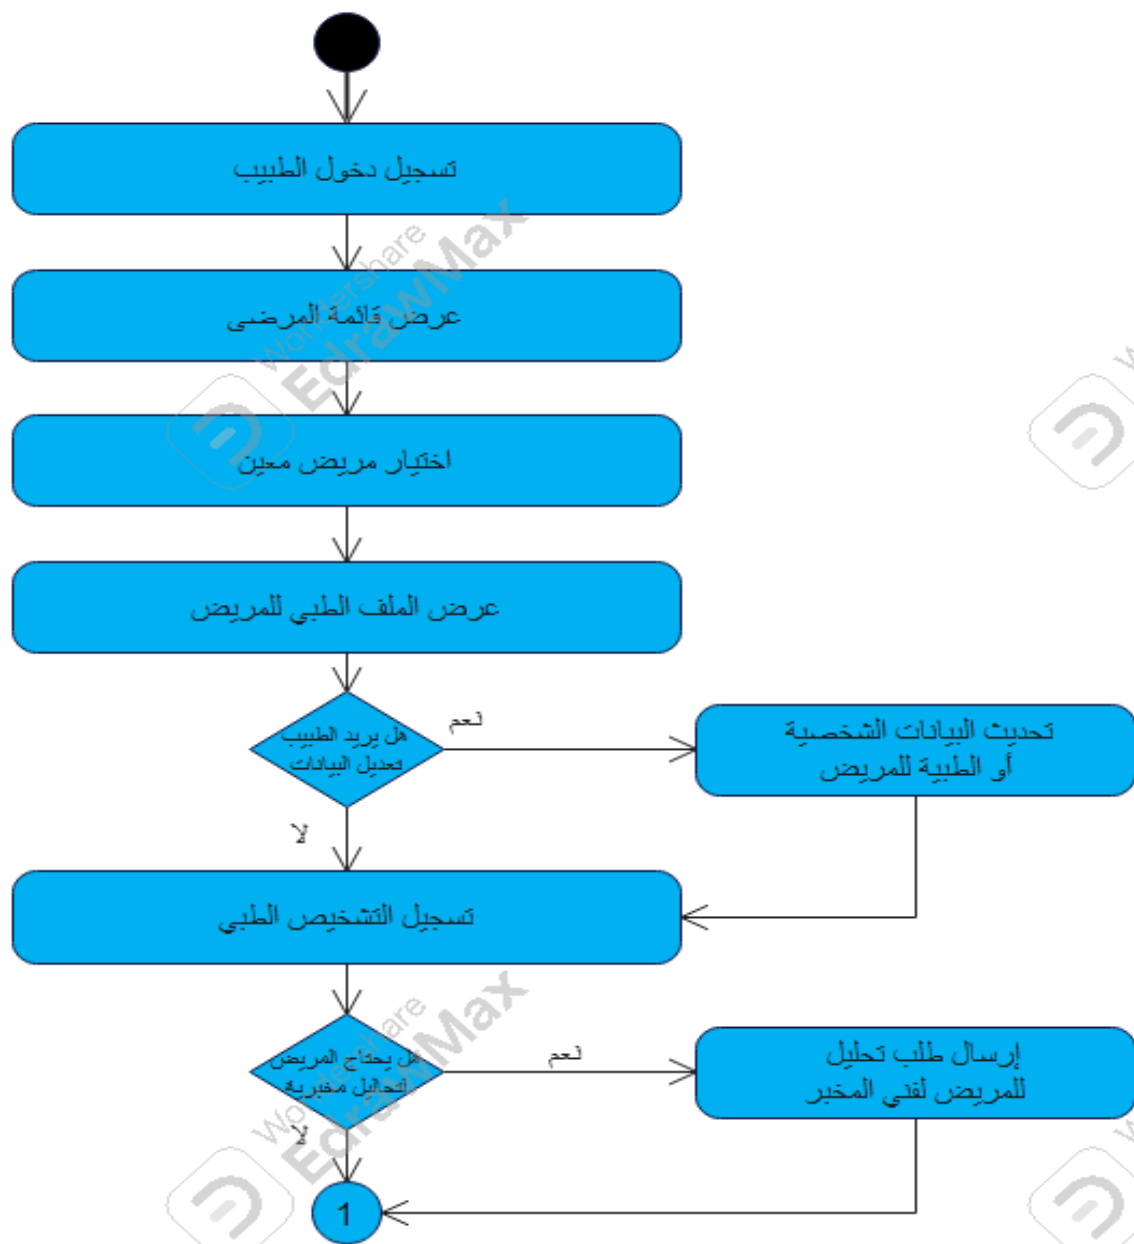 تسجيل دخول الطبيب
عرض قائمة المرضى
اختيار مريض معين
عرض الملف الطبي للمريض
هل يريد الطبيب
تعديل البيانات
نعم
تحديث البيانات الشخصية
أو الطبية للمريض
لا
تسجيل التشخيص الطبي
هل يحتاج المريض
لتحاليل مخبرية
نعم
إرسال طلب تحليل
للمريض لفني المخبر
لا
1
Wondershare
EdrawMax
Wondershare
EdrawMax
W
W